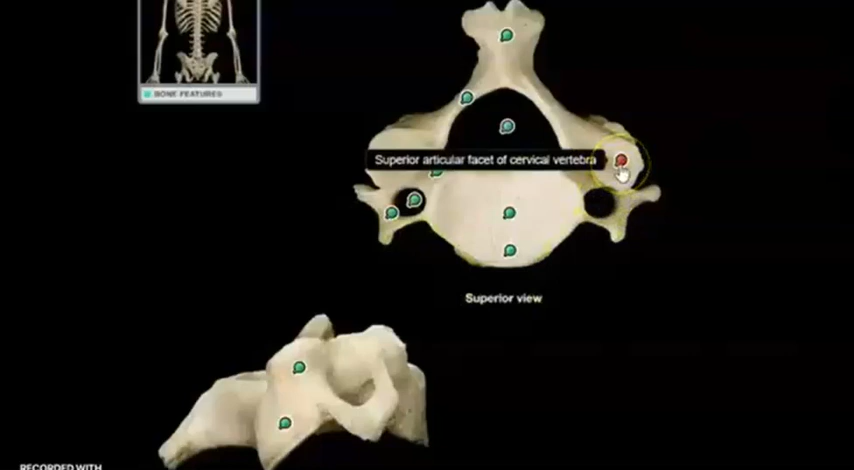 BONE FEATURES
Superior articular facet of cervical vertebra
Superior view
RECORDED WITH